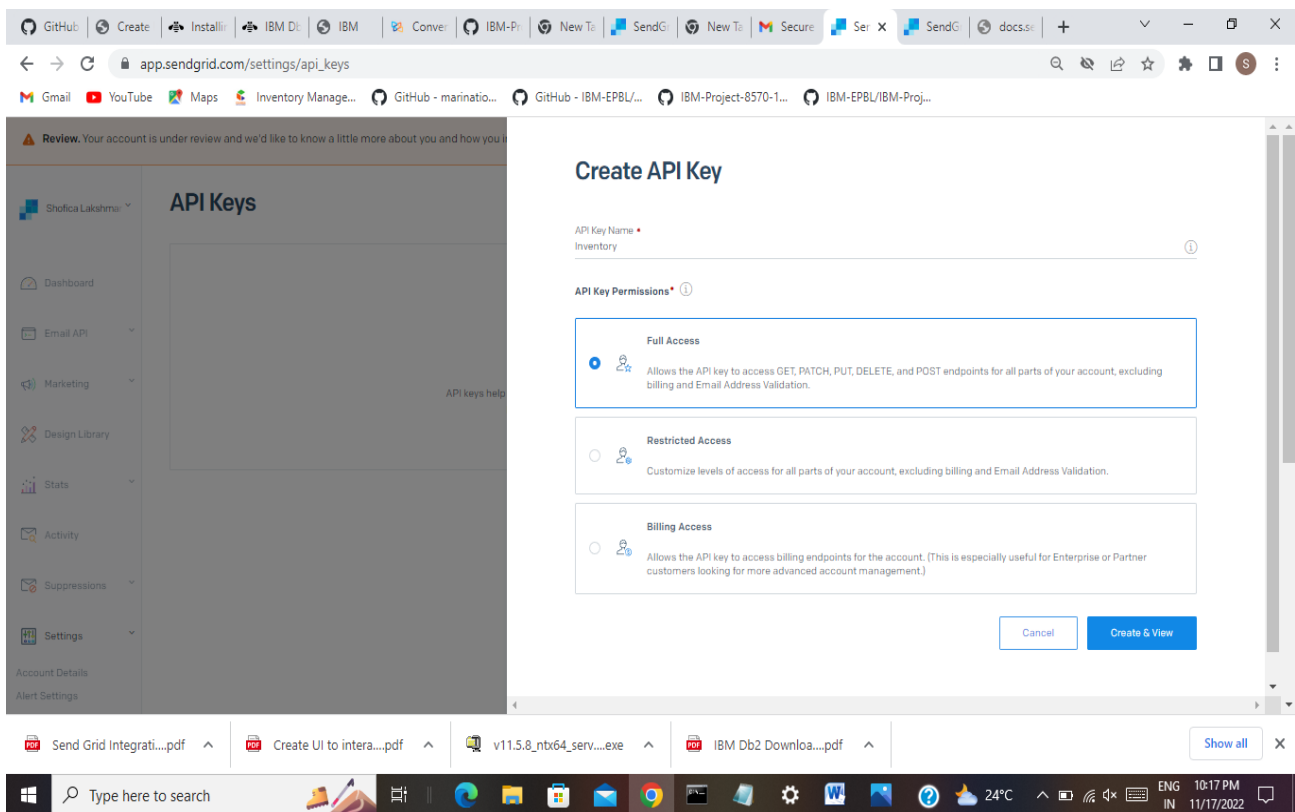 GitHub
Create
Installin
IBM Db
IBM
Conver
IBM-Pr
New Ta
SendGr
New Ta
Secure
Ser
SendG
docs.se
app.sendgrid.com/settings/api_keys
S
Gmail
YouTube
Maps
Inventory Manage...
GitHub - marinatio...
GitHub - IBM-EPBL/...
IBM-Project-8570-1...
IBM-EPBL/IBM-Proj...
Review. Your account is under review and we'd like to know a little more about you and how you i
Shofica Lakshma
API Keys
Dashboard
Email API
Marketing
Design Library
Stats
Activity
Suppressions
Settings
Account Details
Alert Settings
API keys help
Create API Key
API Key Name •
Inventory
API Key Permissions*
Full Access
Allows the API key to access GET, PATCH, PUT, DELETE, and POST endpoints for all parts of your account, excluding
billing and Email Address Validation.
Restricted Access
Customize levels of access for all parts of your account, excluding billing and Email Address Validation.
Billing Access
Allows the API key to access billing endpoints for the account. (This is especially useful for Enterprise or Partner
customers looking for more advanced account management.)
Cancel
Create & View
Send Grid Integrati....pdf
Create UI to intera....pdf
v11.5.8_ntx64_serv....exe
IBM Db2 Downloa....pdf
Show all
Type here to search
24°C
ENG
IN
10:17 PM
11/17/2022